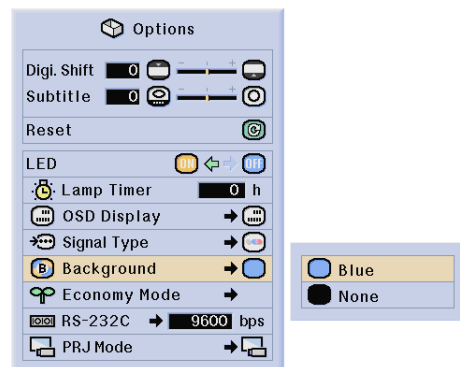 Options
Digi. Shift 0 - +
Subtitle 0 - +
Reset
LED ON OFF
Lamp Timer 0 h
OSD Display
Signal Type
B Background
Economy Mode
RS-232C 9600 bps
PRJ Mode
Blue
None